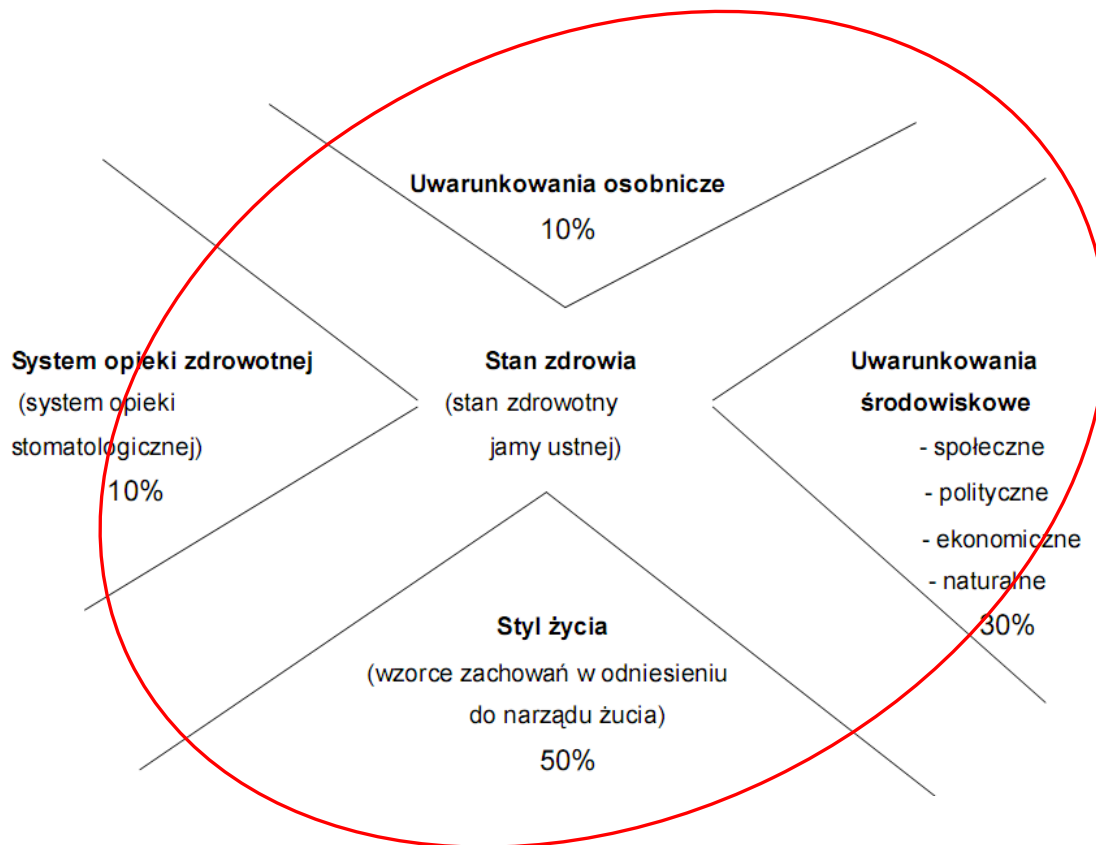 Uwarunkowania osobnicze
10%
System opieki zdrowotnej
(system opieki
stomatologicznej)
10%
Stan zdrowia
(stan zdrowotny
jamy ustnej)
Uwarunkowania
środowiskowe
- społeczne
- polityczne
- ekonomiczne
- naturalne
30%
Styl życia
(wzorce zachowań w odniesieniu
do narządu żucia)
50%